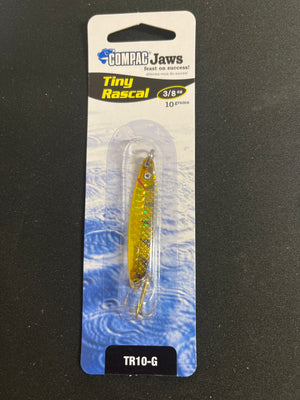 COMPAC Jaws
feast on success!
Tiny
Rascal
3/8 oz
10 grams
TR10-G